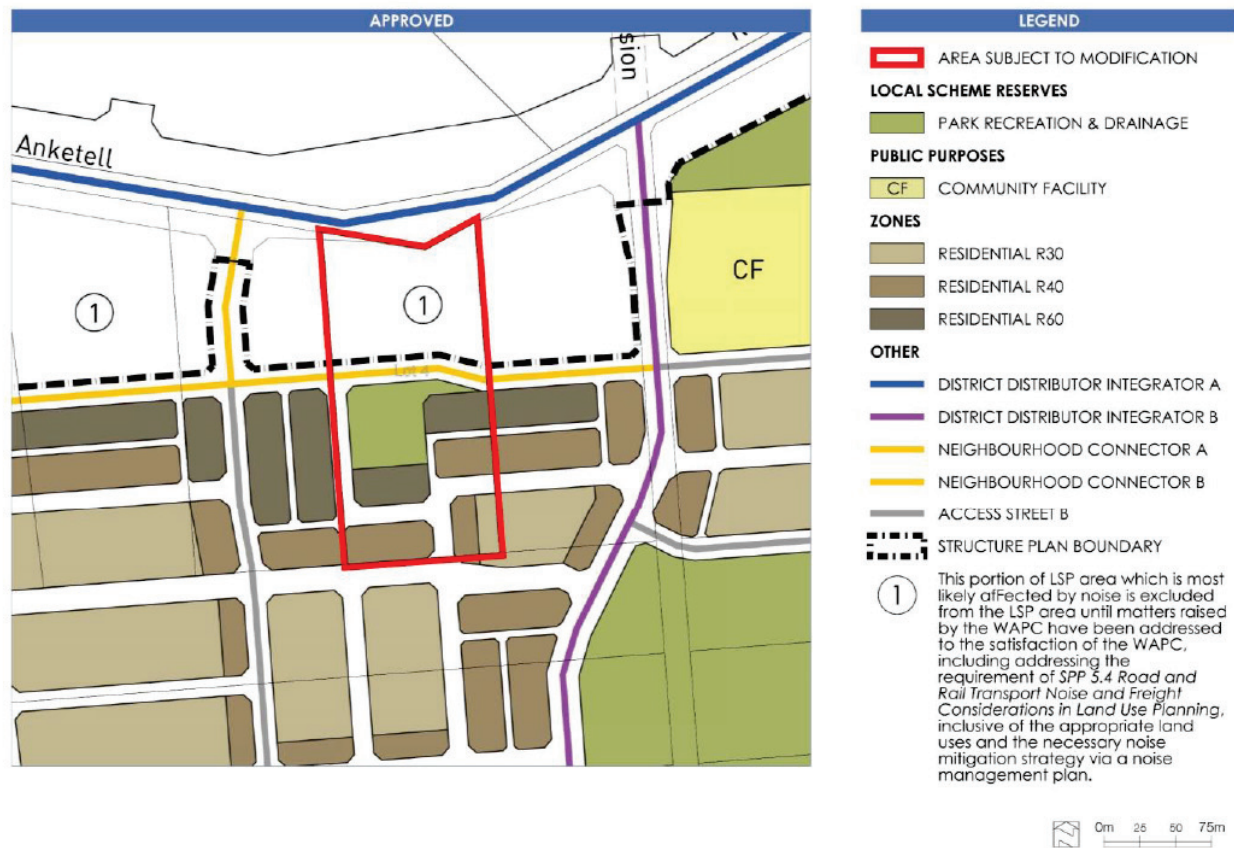 APPROVED
Anketell
sion
1
1
CF
Lot 4
LEGEND
AREA SUBJECT TO MODIFICATION
LOCAL SCHEME RESERVES
PARK RECREATION & DRAINAGE
PUBLIC PURPOSES
CF COMMUNITY FACILITY
ZONES
RESIDENTIAL R30
RESIDENTIAL R40
RESIDENTIAL R60
OTHER
DISTRICT DISTRIBUTOR INTEGRATOR A
DISTRICT DISTRIBUTOR INTEGRATOR B
NEIGHBOURHOOD CONNECTOR A
NEIGHBOURHOOD CONNECTOR B
ACCESS STREET B
STRUCTURE PLAN BOUNDARY
1 This portion of LSP area which is most
likely afFected by noise is excluded
from the LSP area until matters raised
by the WAPC have been addressed
to the satisfaction of the WAPC,
including addressing the
requirement of SPP 5.4 Road and
Rail Transport Noise and Freight
Considerations in Land Use Planning,
inclusive of the appropriate land
uses and the necessary noise
mitigation strategy via a noise
management plan.
0m 25 50 75m